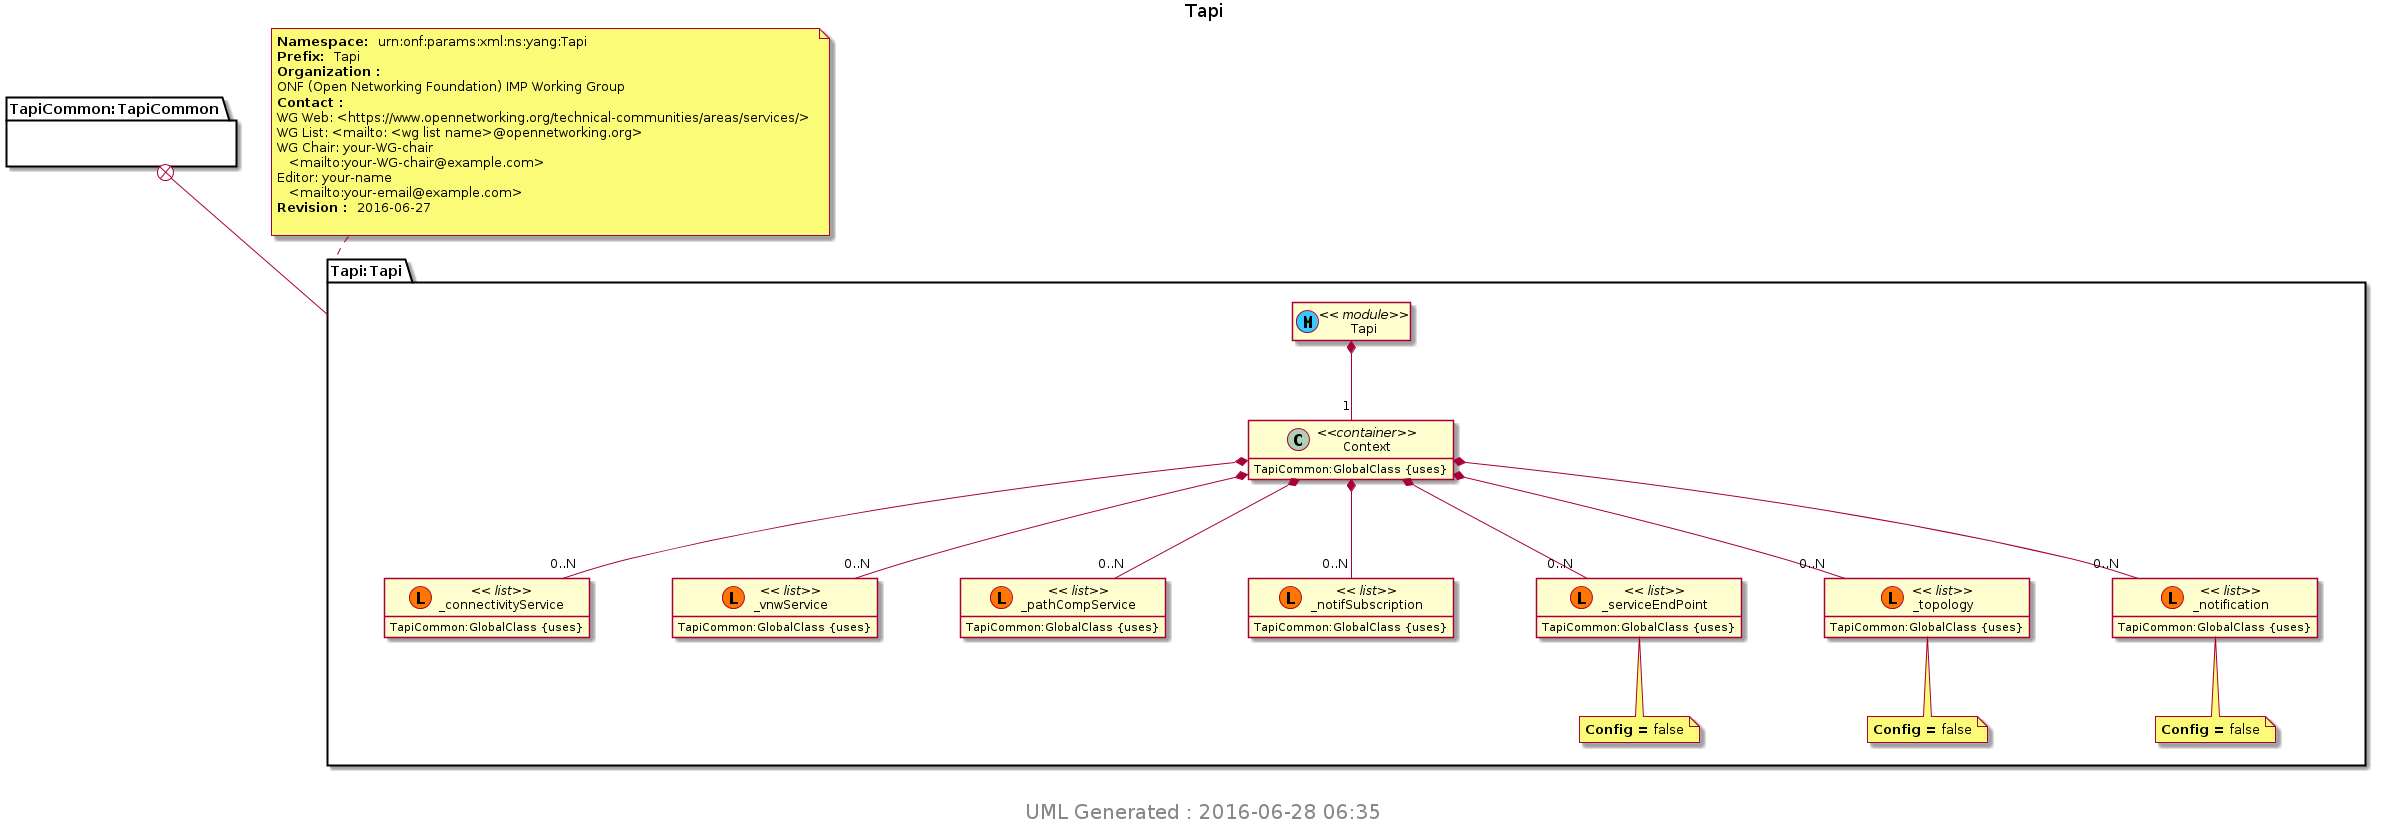 Tapi
Namespace: urn:onf:params:xml:ns:yang:Tapi
Prefix: Tapi
Organization :
ONF (Open Networking Foundation) IMP Working Group
Contact :
WG Web: <https://www.opennetworking.org/technical-communities/areas/services/>
WG List: <mailto: <wg list name>@opennetworking.org>
WG Chair: your-WG-chair
<mailto:your-WG-chair@example.com>
Editor: your-name
<mailto:your-email@example.com>
Revision : 2016-06-27
TapiCommon:TapiCommon
Tapi:Tapi
M
<< module>>
Tapi
1
C
<<container>>
Context
TapiCommon:GlobalClass {uses}
0..N
0..N
0..N
0..N
0..N
0..N
0..N
L
<< list>>
_connectivityService
TapiCommon:GlobalClass {uses}
L
<< list>>
_vnwService
TapiCommon:GlobalClass {uses}
L
<< list>>
_pathCompService
TapiCommon:GlobalClass {uses}
L
<< list>>
_notifSubscription
TapiCommon:GlobalClass {uses}
L
<< list>>
_serviceEndPoint
TapiCommon:GlobalClass {uses}
L
<< list>>
_topology
TapiCommon:GlobalClass {uses}
L
<< list>>
_notification
TapiCommon:GlobalClass {uses}
Config = false
Config = false
Config = false
UML Generated : 2016-06-28 06:35